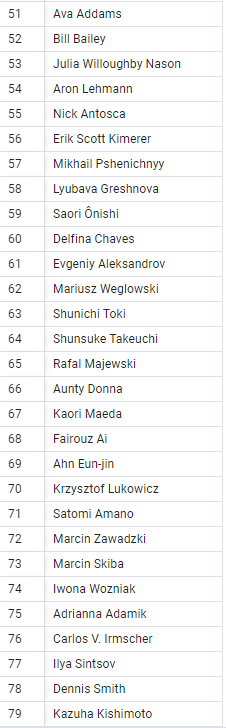 51 Ava Addams
52 Bill Bailey
53 Julia Willoughby Nason
54 Aron Lehmann
55 Nick Antosca
56 Erik Scott Kimerer
57 Mikhail Pshenichnyy
58 Lyubava Greshnova
59 Saori Ônishi
60 Delfina Chaves
61 Evgeniy Aleksandrov
62 Mariusz Weglowski
63 Shunichi Toki
64 Shunsuke Takeuchi
65 Rafal Majewski
66 Aunty Donna
67 Kaori Maeda
68 Fairouz Ai
69 Ahn Eun-jin
70 Krzysztof Lukowicz
71 Satomi Amano
72 Marcin Zawadzki
73 Marcin Skiba
74 Iwona Wozniak
75 Adrianna Adamik
76 Carlos V. Irmscher
77 Ilya Sintsov
78 Dennis Smith
79 Kazuha Kishimoto